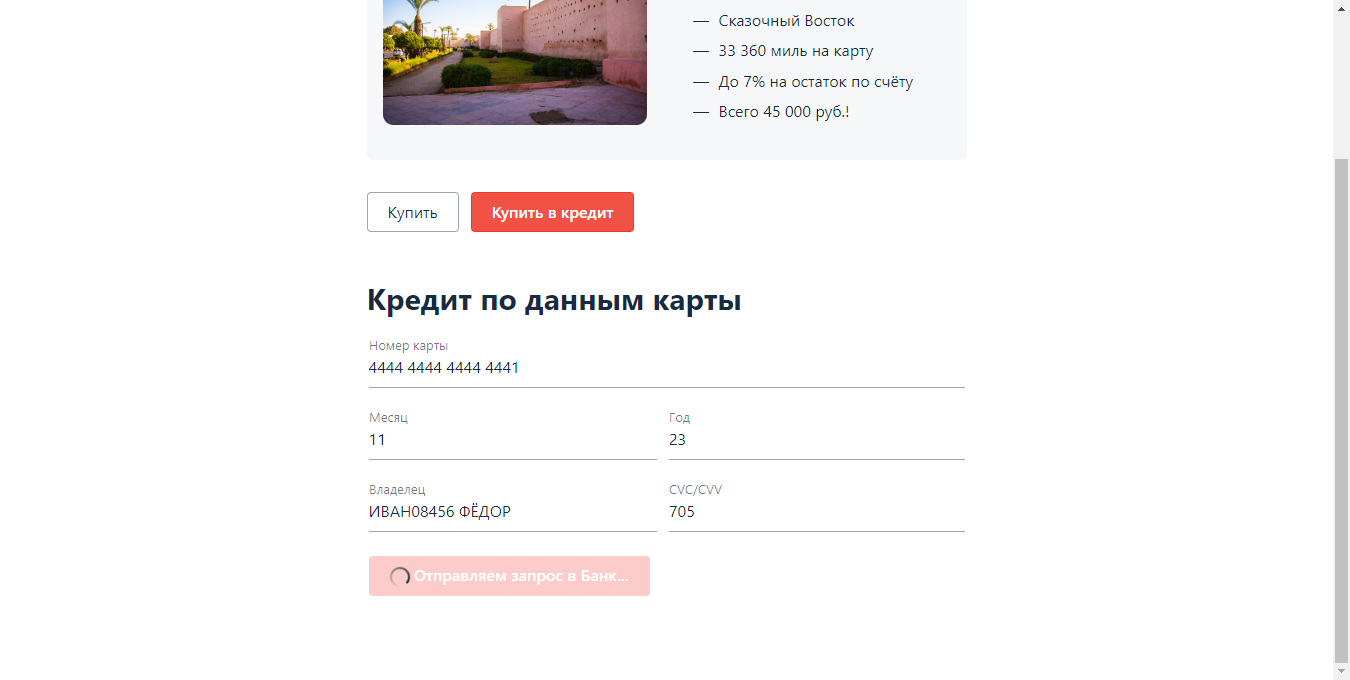 — Сказочный Восток
— 33 360 миль на карту
— До 7% на остаток по счёту
— Всего 45 000 руб.!
Купить
Купить в кредит
Кредит по данным карты
Номер карты
4444 4444 4444 4441
Месяц
Год
11
23
Владелец
CVC/CVV
ИВАН08456 ФЁДОР
705
Отправляем запрос в Банк...